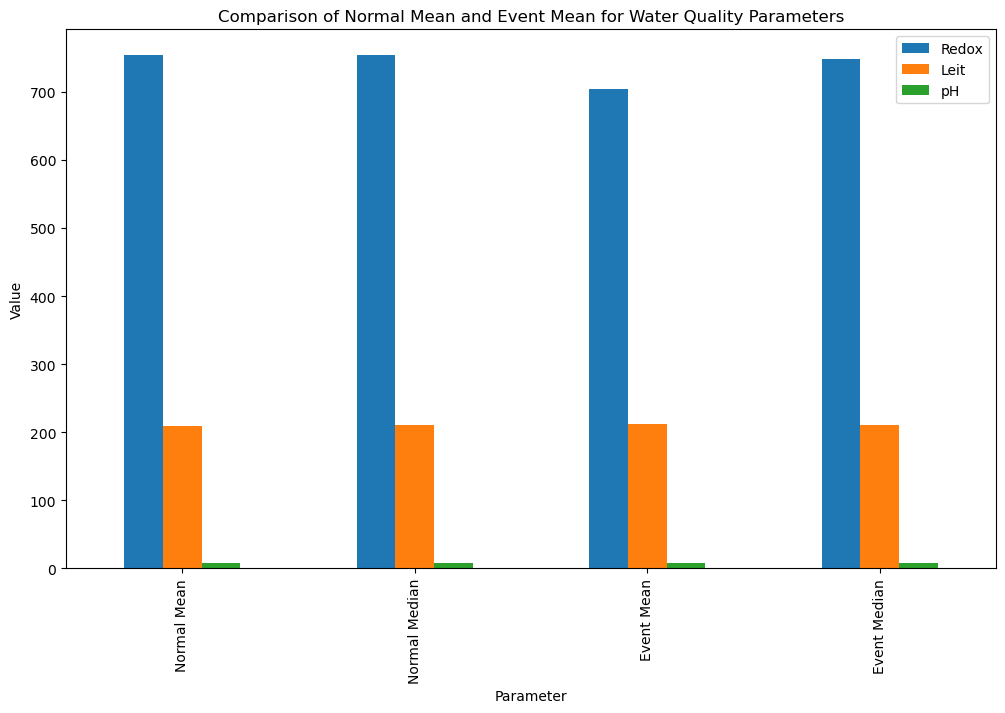 Comparison of Normal Mean and Event Mean for Water Quality Parameters
Redox
Leit
pH
700
600
500
400
300
200
100
0
Value
Normal Mean
Normal Median
Event Mean
Event Median
Parameter